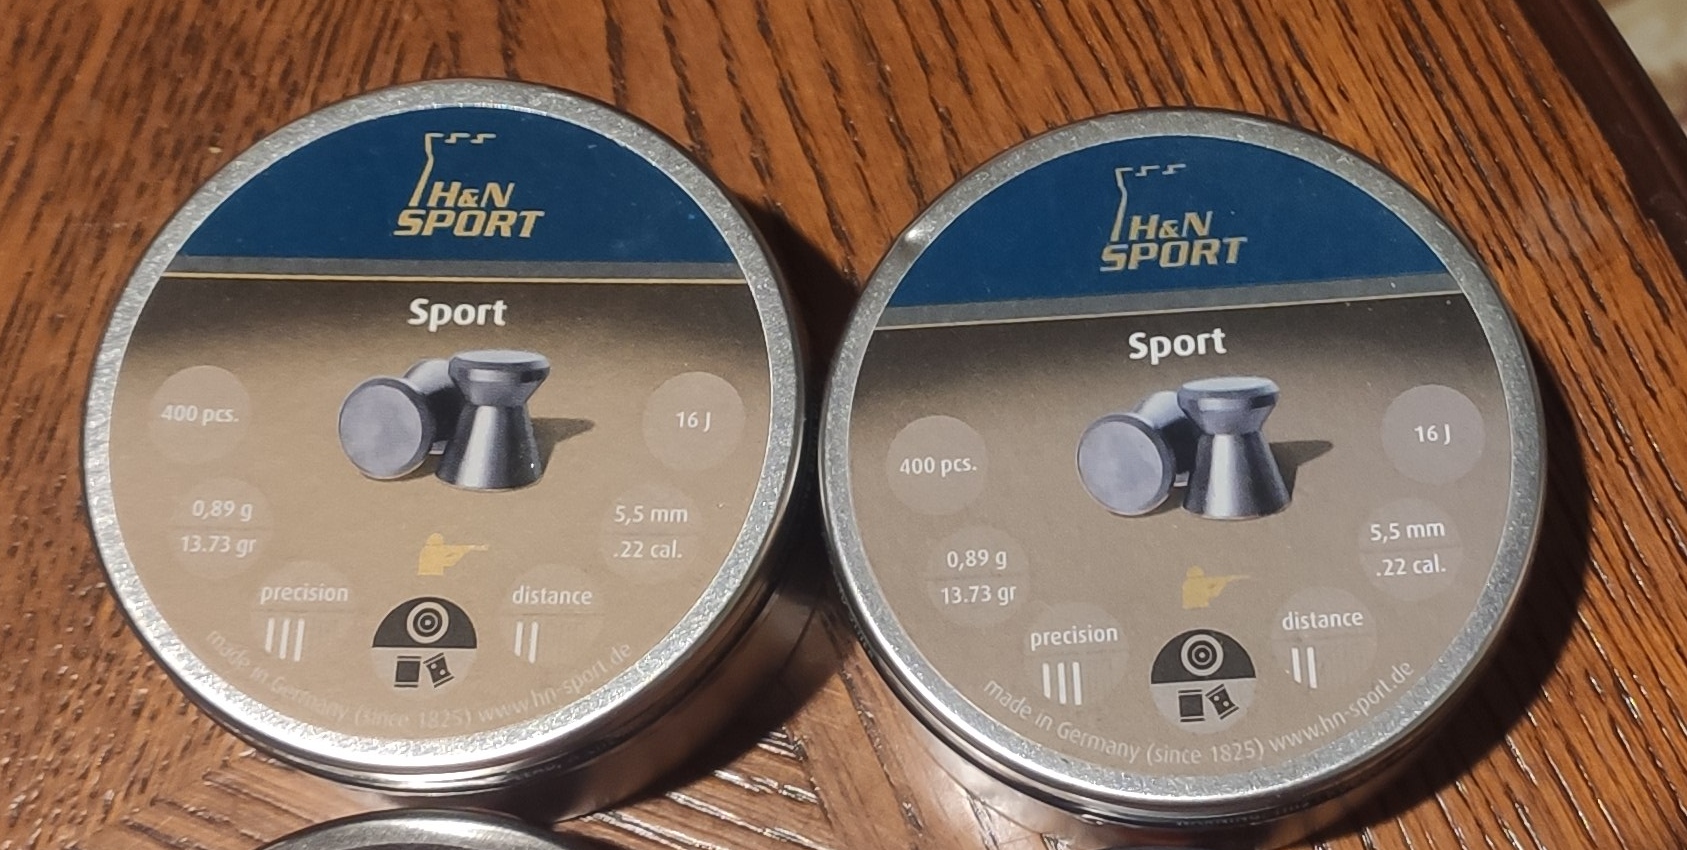 H&N
SPORT
Sport
400 pcs.
16 J
0,89 g
13.73 gr
5,5 mm
.22 cal.
precision
distance
made in Germany (since 1825) www.hn-sport.de
H&N
SPORT
Sport
400 pcs.
16 J
0,89 g
13.73 gr
5,5 mm
.22 cal.
precision
distance
made in Germany (since 1825) www.hn-sport.de